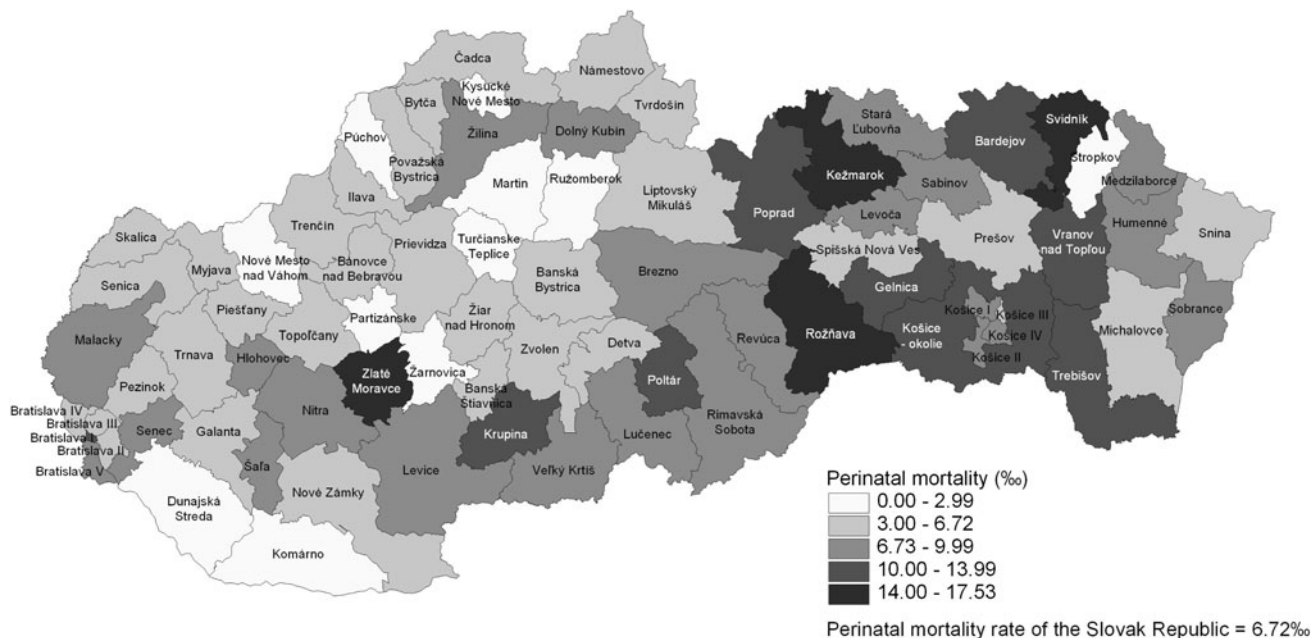 Čadca
Námestovo
Kysucké
Nové Mesto
Bytča
Tvrdošín
Púchov
Žilina
Dolný Kubín
Považská
Bystrica
Martin
Ružomberok
Ilava
Liptovský
Mikuláš
Trenčín
Prievidza
Turčianske
Teplice
Skalica
Myjava
Nové Mesto
nad Váhom
Bánovce
nad Bebravou
Banská
Bystrica
Brezno
Senica
Piešťany
Topoľčany
Partizánske
Žiar
nad Hronom
Malacky
Trnava
Hlohovec
Zlaté
Moravce
Žarnovica
Zvolen
Detva
Revúca
Pezinok
Banská
Štiavnica
Poltár
Nitra
Krupina
Rimavská
Sobota
Bratislava IV
Bratislava III
Bratislava I
Bratislava II
Bratislava V
Senec
Galanta
Šaľa
Levice
Veľký Krtíš
Lučenec
Nové Zámky
Dunajská
Streda
Komárno
Stará
Ľubovňa
Bardejov
Svidník
Stropkov
Kežmarok
Sabinov
Medzilaborce
Poprad
Levoča
Humenné
Snina
Spišská Nová Ves
Prešov
Vranov
nad Topľou
Gelnica
Košice I
Košice III
Michalovce
Sobrance
Rožňava
Košice
- okolie
Košice IV
Košice II
Trebišov
Perinatal mortality (‰)
0.00 - 2.99
3.00 - 6.72
6.73 - 9.99
10.00 - 13.99
14.00 - 17.53
Perinatal mortality rate of the Slovak Republic = 6.72‰